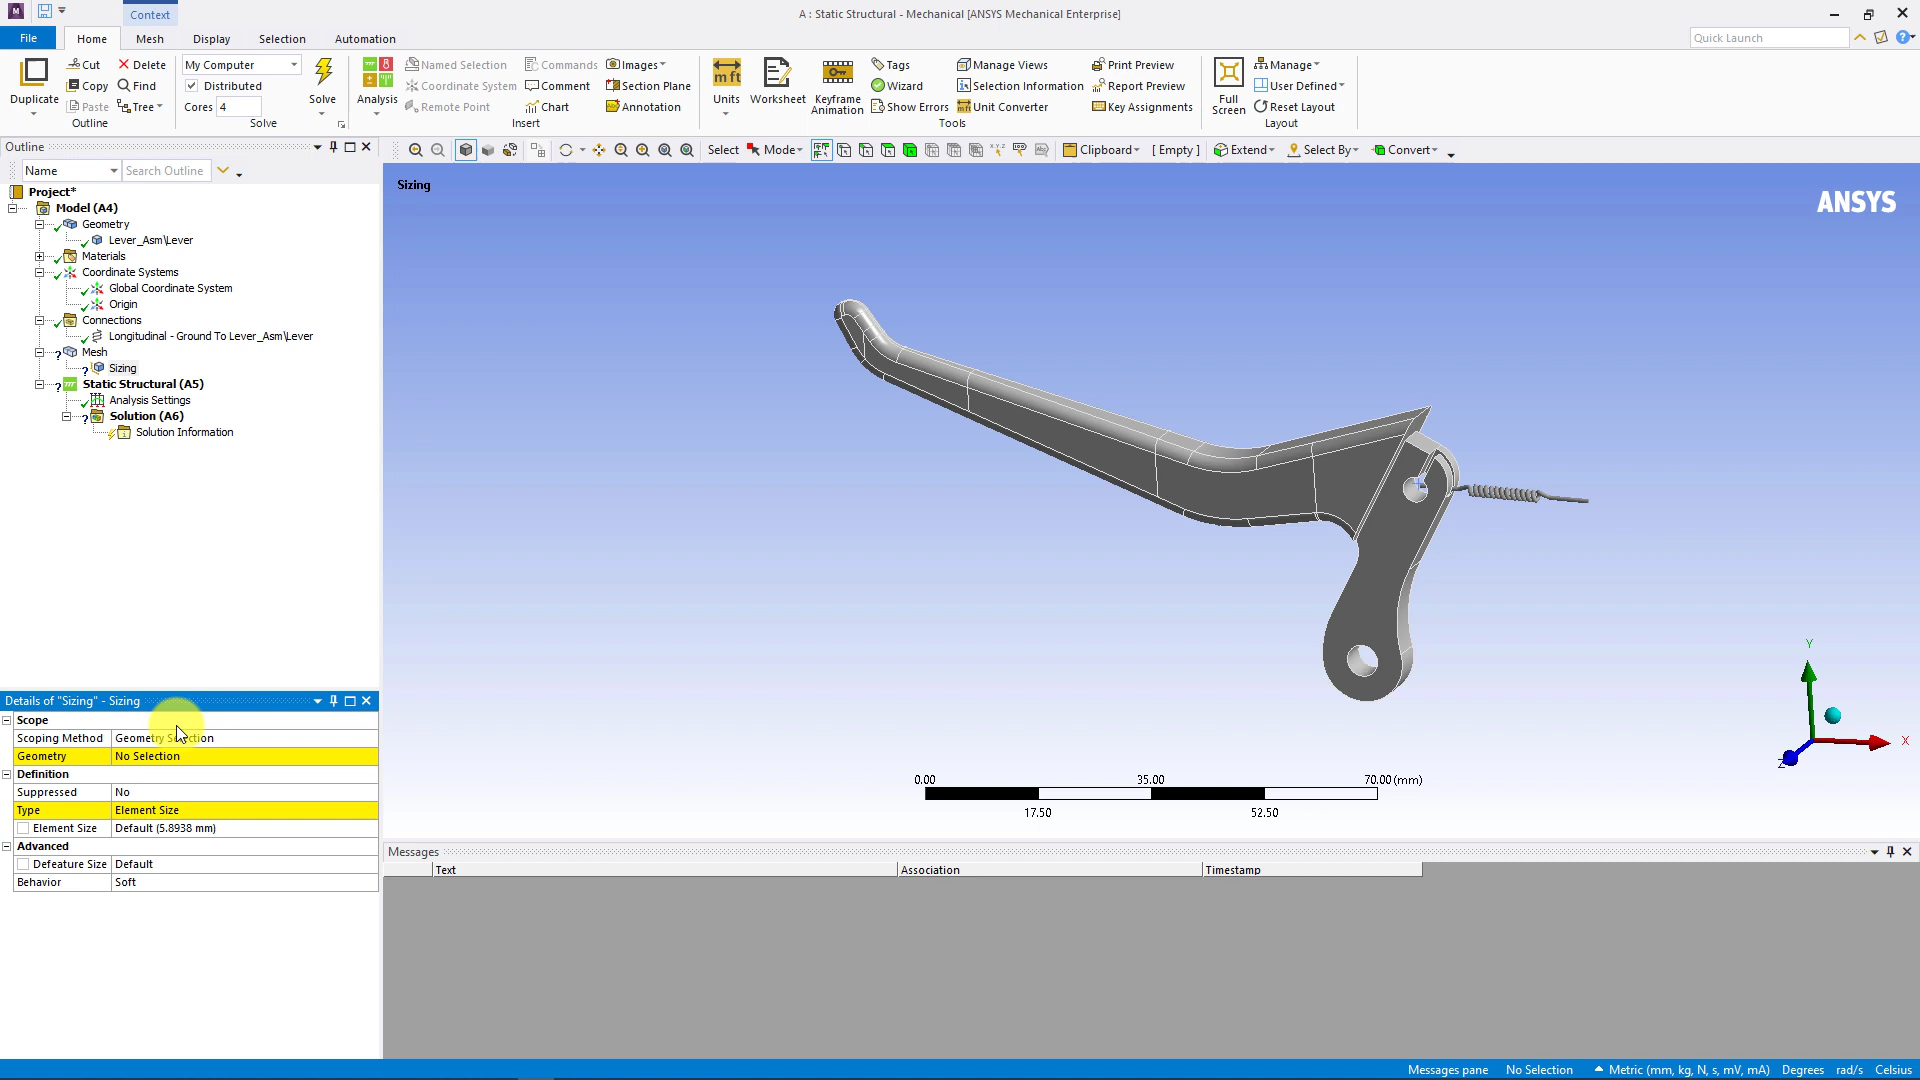 Context
A : Static Structural - Mechanical [ANSYS Mechanical Enterprise]
File Home Mesh Display Selection Automation
Quick Launch
Duplicate
Cut
Copy
Paste
Delete
Find
Tree
Outline
My Computer
Distributed
Cores 4
Solve
Solve
Analysis
Named Selection
Coordinate System
Remote Point
Commands
Comment
Chart
Images
Section Plane
Annotation
Insert
Units
Worksheet
Keyframe
Animation
Tags
Wizard
Show Errors
Manage Views
Selection Information
Unit Converter
Print Preview
Report Preview
Key Assignments
Tools
Full
Screen
Manage
User Defined
Reset Layout
Layout
Outline
Select Mode Clipboard [ Empty ] Extend Select By Convert
Name Search Outline
Project*
Model (A4)
Geometry
Lever_Asm\Lever
Materials
Coordinate Systems
Global Coordinate System
Origin
Connections
Longitudinal - Ground To Lever_Asm\Lever
Mesh
Sizing
Static Structural (A5)
Analysis Settings
Solution (A6)
Solution Information
Sizing
ANSYS
Y
X
Z
0.00 35.00 70.00 (mm)
17.50 52.50
Details of "Sizing" - Sizing
Scope
Scoping Method Geometry Selection
Geometry No Selection
Definition
Suppressed No
Type Element Size
Element Size Default (5.8938 mm)
Advanced
Defeature Size Default
Behavior Soft
Messages
Text Association Timestamp
Messages pane No Selection Metric (mm, kg, N, s, mV, mA) Degrees rad/s Celsius